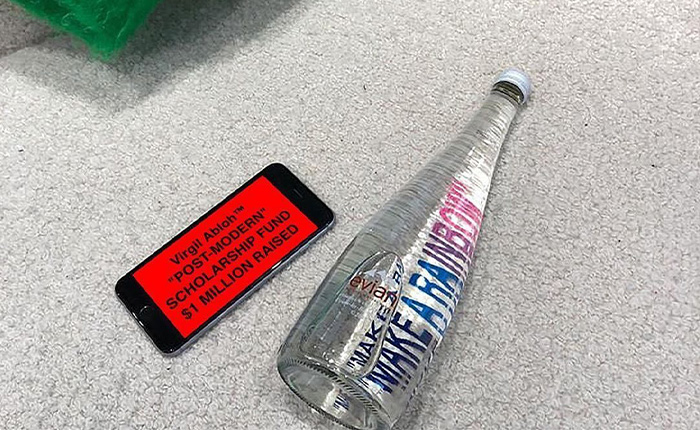 Virgil Abloh™
"POST-MODERN"
SCHOLARSHIP FUND
$1 MILLION RAISED
evian
"MAKE A RAINBOW"